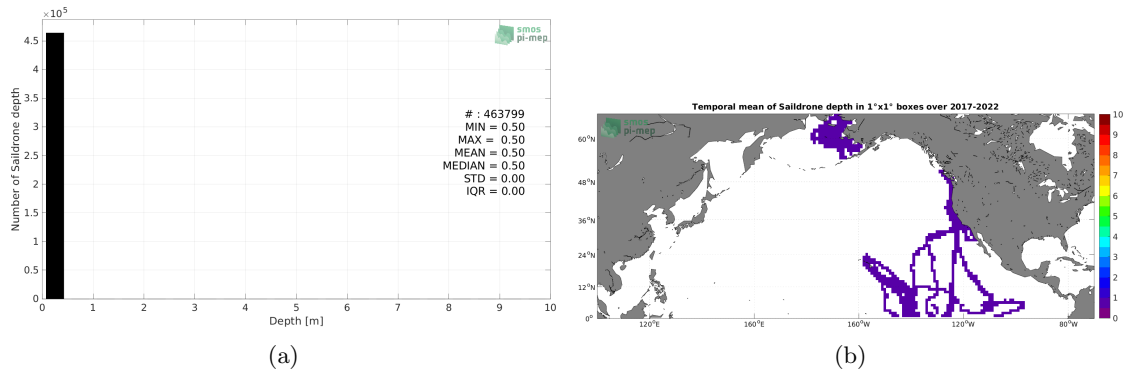 ×10⁵
smos
pi-mep
4.5
4
3.5
3
2.5
2
1.5
1
0.5
0
Number of Saildrone depth
# : 463799
MIN = 0.50
MAX = 0.50
MEAN = 0.50
MEDIAN = 0.50
STD = 0.00
IQR = 0.00
0 1 2 3 4 5 6 7 8 9 10
Depth [m]
(a)
Temporal mean of Saildrone depth in 1°x1° boxes over 2017-2022
smos
pi-mep
60°N
48°N
36°N
24°N
12°N
0°
120°E 160°E 160°W 120°W 80°W
10
9
8
7
6
5
4
3
2
1
0
(b)